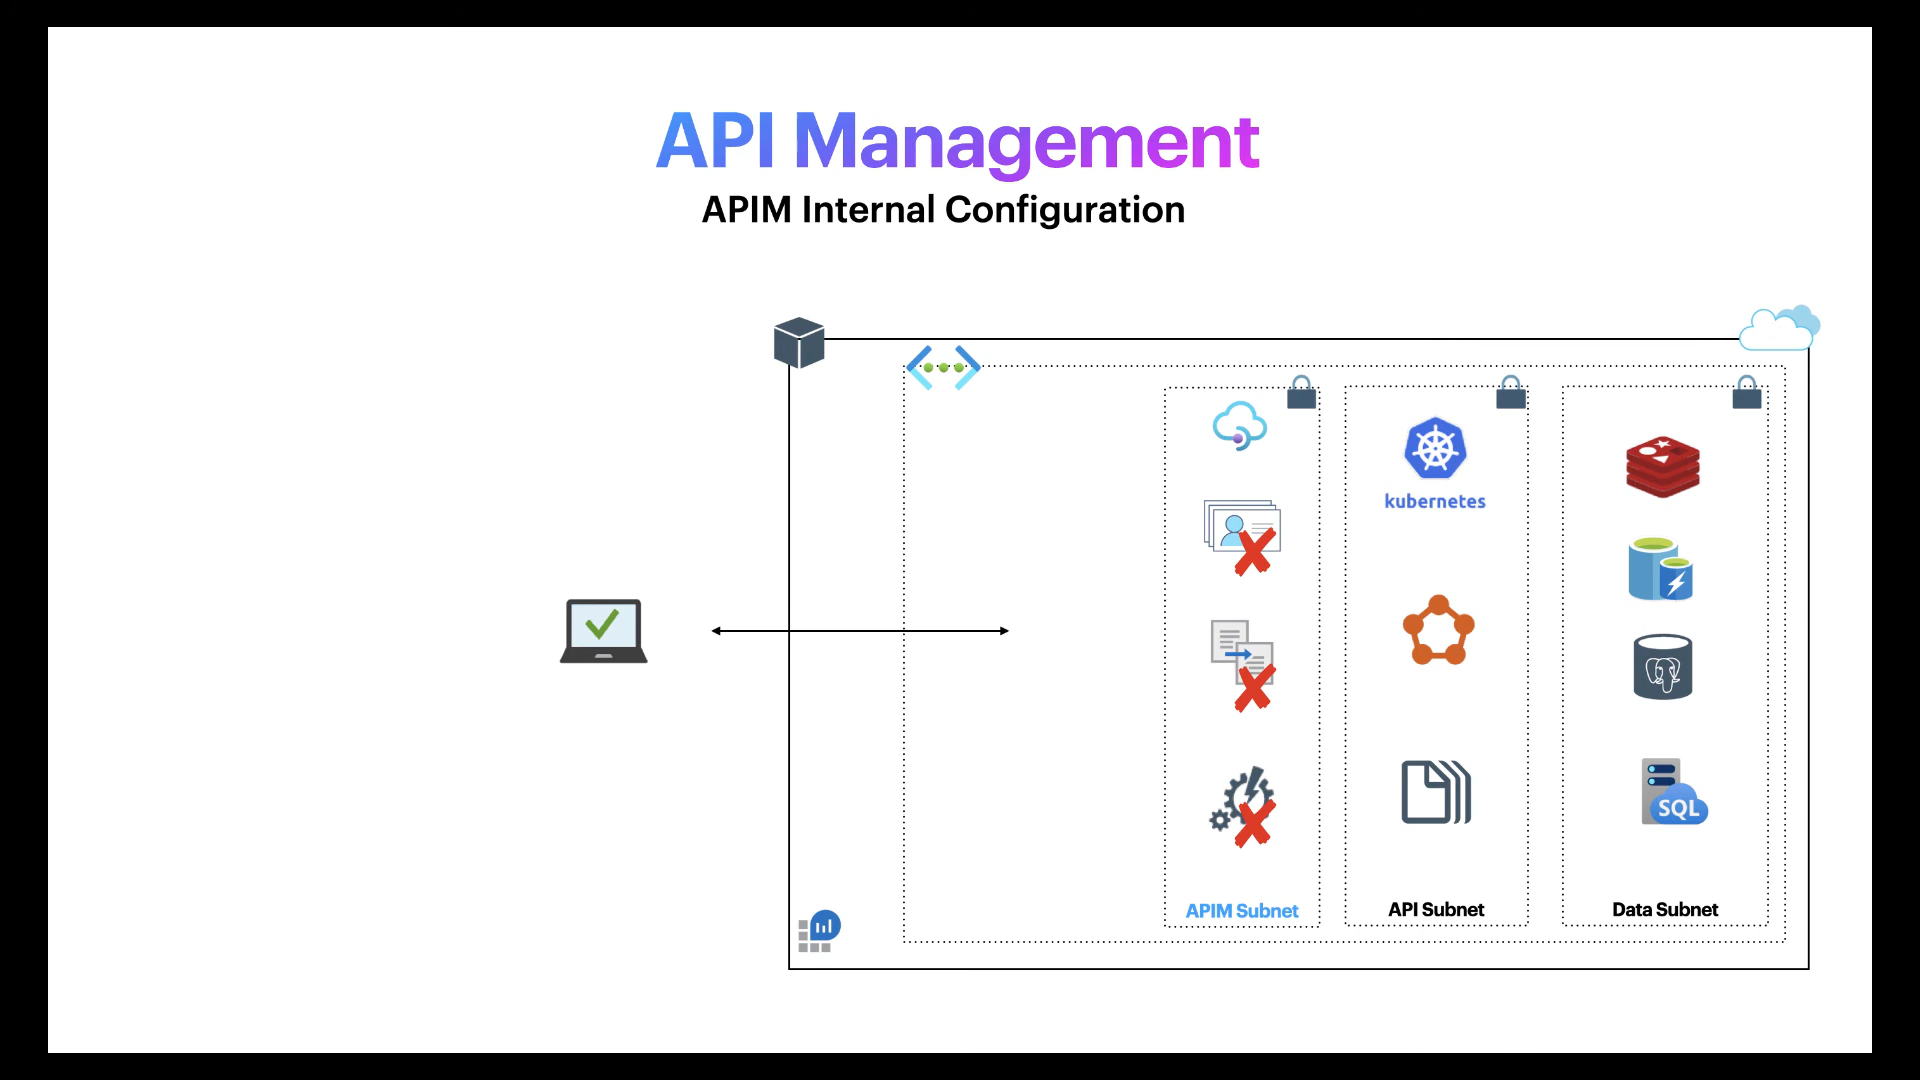 API Management
APIM Internal Configuration
kubernetes
SQL
APIM Subnet
API Subnet
Data Subnet